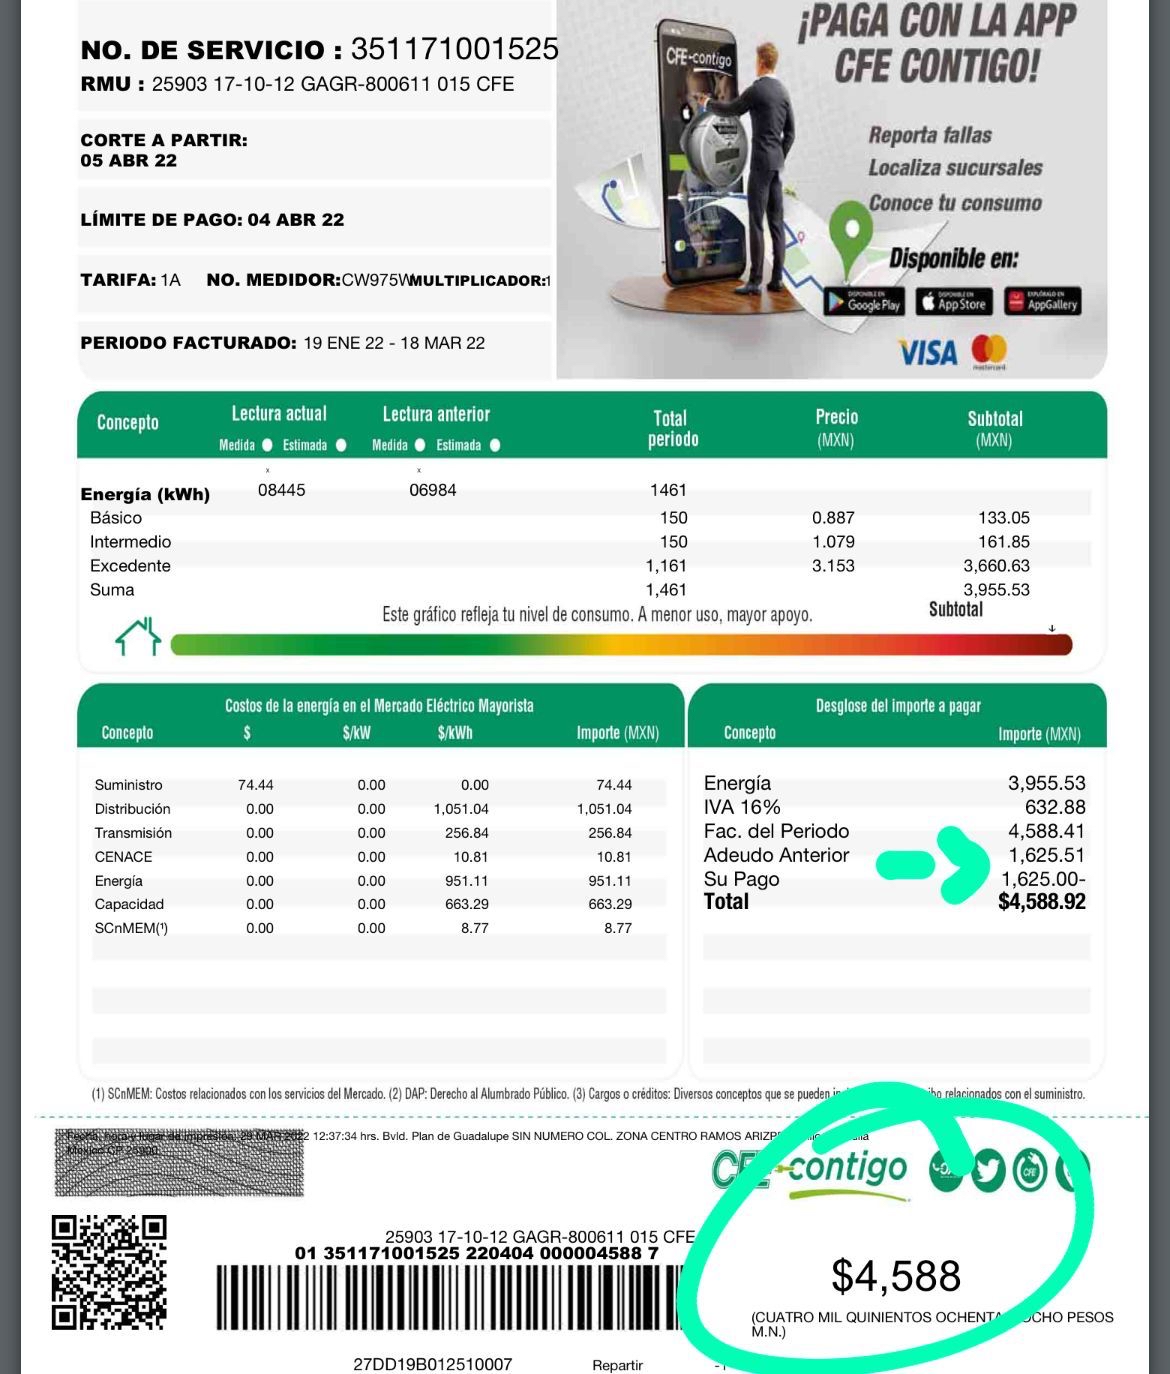 NO. DE SERVICIO : 351171001525
RMU : 25903 17-10-12 GAGR-800611 015 CFE
CORTE A PARTIR:
05 ABR 22
LÍMITE DE PAGO: 04 ABR 22
TARIFA: 1A NO. MEDIDOR:CW975W MULTIPLICADOR:1
PERIODO FACTURADO: 19 ENE 22 - 18 MAR 22
¡PAGA CON LA APP
CFE CONTIGO!
CFE-contigo
Reporta fallas
Localiza sucursales
Conoce tu consumo
Disponible en:
DISPONIBLE EN Google Play
DISPONIBLE EN App Store
EXPLÓRALO EN AppGallery
VISA mastercard
Concepto Lectura actual Lectura anterior Total periodo Precio (MXN) Subtotal (MXN)
Medida Estimada Medida Estimada
x x
Energía (kWh) 08445 06984 1461
Básico 150 0.887 133.05
Intermedio 150 1.079 161.85
Excedente 1,161 3.153 3,660.63
Suma 1,461 3,955.53
Este gráfico refleja tu nivel de consumo. A menor uso, mayor apoyo. Subtotal
Costos de la energía en el Mercado Eléctrico Mayorista
Concepto $ $/kW $/kWh Importe (MXN)
Suministro 74.44 0.00 0.00 74.44
Distribución 0.00 0.00 1,051.04 1,051.04
Transmisión 0.00 0.00 256.84 256.84
CENACE 0.00 0.00 10.81 10.81
Energía 0.00 0.00 951.11 951.11
Capacidad 0.00 0.00 663.29 663.29
SCnMEM(¹) 0.00 0.00 8.77 8.77
Desglose del importe a pagar
Concepto Importe (MXN)
Energía 3,955.53
IVA 16% 632.88
Fac. del Periodo 4,588.41
Adeudo Anterior 1,625.51
Su Pago 1,625.00-
Total $4,588.92
(1) SCnMEM: Costos relacionados con los servicios del Mercado. (2) DAP: Derecho al Alumbrado Público. (3) Cargos o créditos: Diversos conceptos que se pueden relacionados con el suministro.
Fecha, hora y lugar de impresión: 29 MAR 2022 12:37:34 hrs. Blvd. Plan de Guadalupe SIN NUMERO COL. ZONA CENTRO RAMOS
México CP 25900
CFE contigo
CFE
25903 17-10-12 GAGR-800611 015 CFE
01 351171001525 220404 000004588 7
$4,588
(CUATRO MIL QUINIENTOS PESOS
M.N.)
27DD19B012510007 Repartir